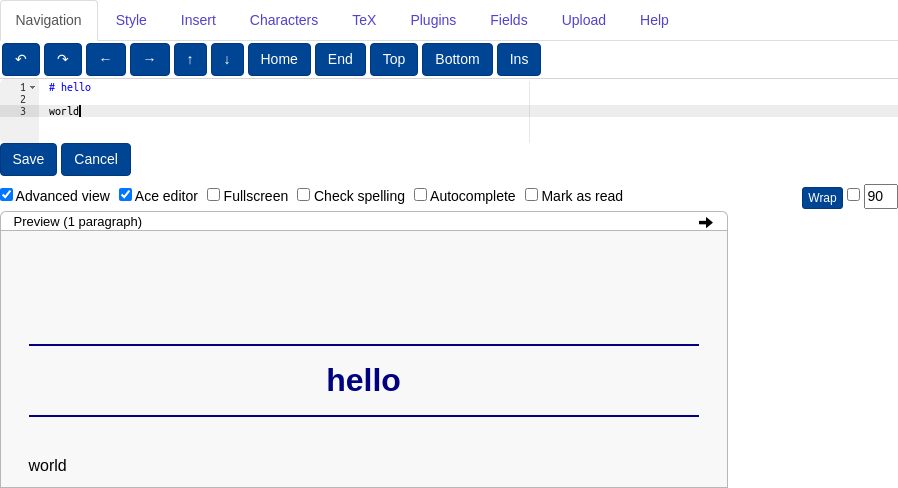 Navigation Style Insert Characters TeX Plugins Fields Upload Help
↶ ↷ ← → ↑ ↓ Home End Top Bottom Ins
1 # hello
2
3 world
Save Cancel
Advanced view Ace editor Fullscreen Check spelling Autocomplete Mark as read Wrap 90
Preview (1 paragraph)
hello
world